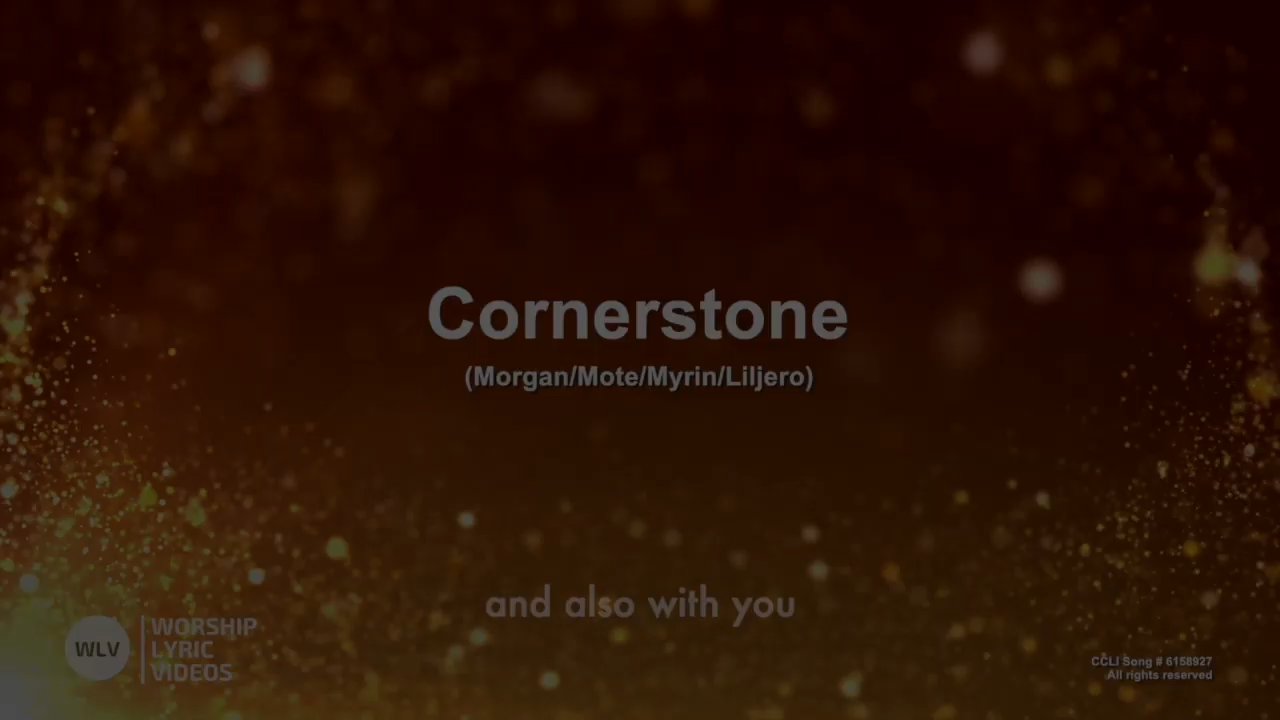 Cornerstone
(Morgan/Mote/Myrin/Liljero)
and also with you
WLV
WORSHIP
LYRIC
VIDEOS
CCLI Song # 6158927
All rights reserved